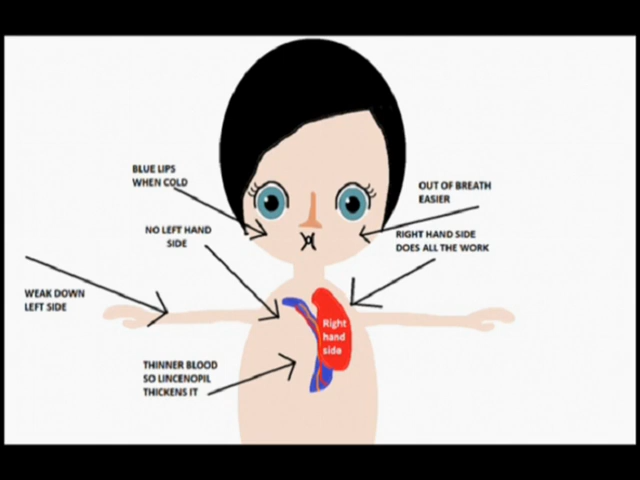 BLUE LIPS
WHEN COLD
OUT OF BREATH
EASIER
NO LEFT HAND
SIDE
RIGHT HAND SIDE
DOES ALL THE WORK
WEAK DOWN
LEFT SIDE
Right
hand
side
THINNER BLOOD
SO LINCENOPIL
THICKENS IT